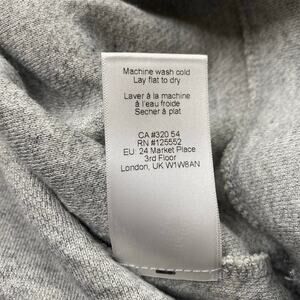 Machine wash cold
Lay flat to dry
Laver à la machine
à l'eau froide
Secher à plat
CA #320 54
RN #125552
EU: 24 Market Place
3rd Floor
London, UK W1W8AN